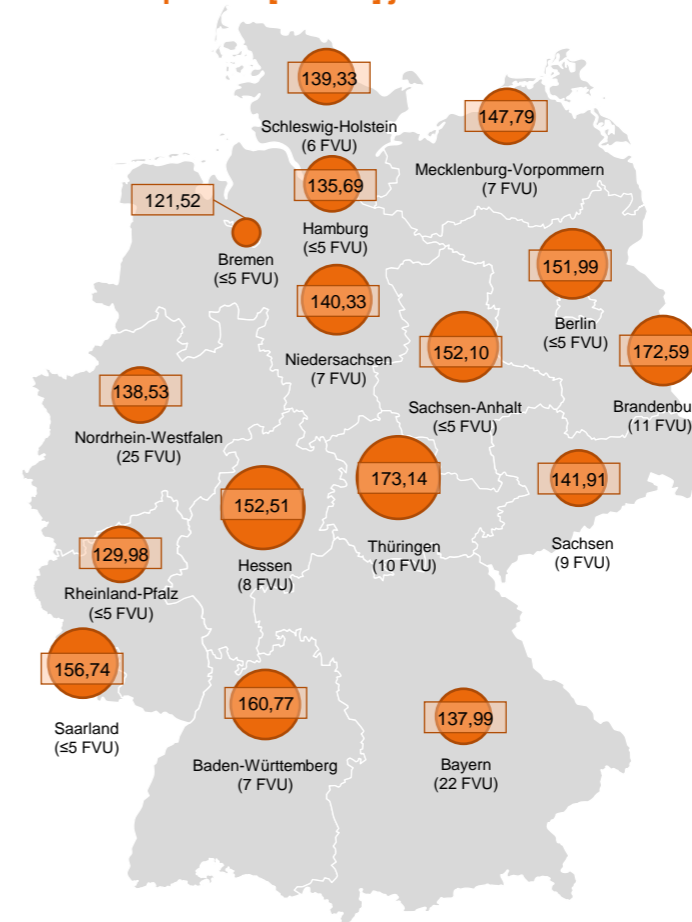 139,33
Schleswig-Holstein
(6 FVU)
147,79
Mecklenburg-Vorpommern
(7 FVU)
135,69
Hamburg
(≤5 FVU)
121,52
Bremen
(≤5 FVU)
151,99
Berlin
(≤5 FVU)
140,33
Niedersachsen
(7 FVU)
152,10
Sachsen-Anhalt
(≤5 FVU)
172,59
Brandenbu
(11 FVU)
138,53
Nordrhein-Westfalen
(25 FVU)
152,51
Hessen
(8 FVU)
173,14
Thüringen
(10 FVU)
141,91
Sachsen
(9 FVU)
129,98
Rheinland-Pfalz
(≤5 FVU)
156,74
Saarland
(≤5 FVU)
160,77
Baden-Württemberg
(7 FVU)
137,99
Bayern
(22 FVU)